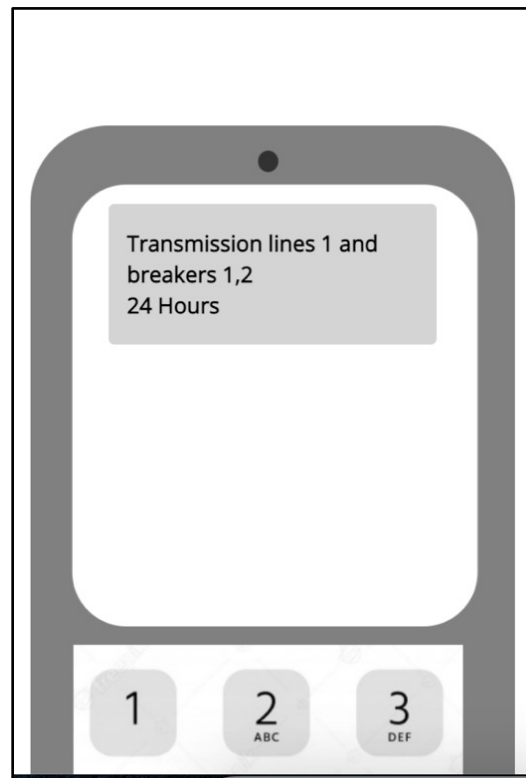 Transmission lines 1 and
breakers 1,2
24 Hours
1
2
ABC
3
DEF